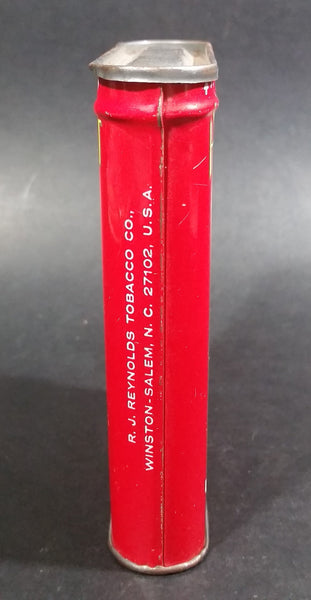 R. J. REYNOLDS TOBACCO CO.,
WINSTON-SALEM, N. C. 27102, U. S. A.